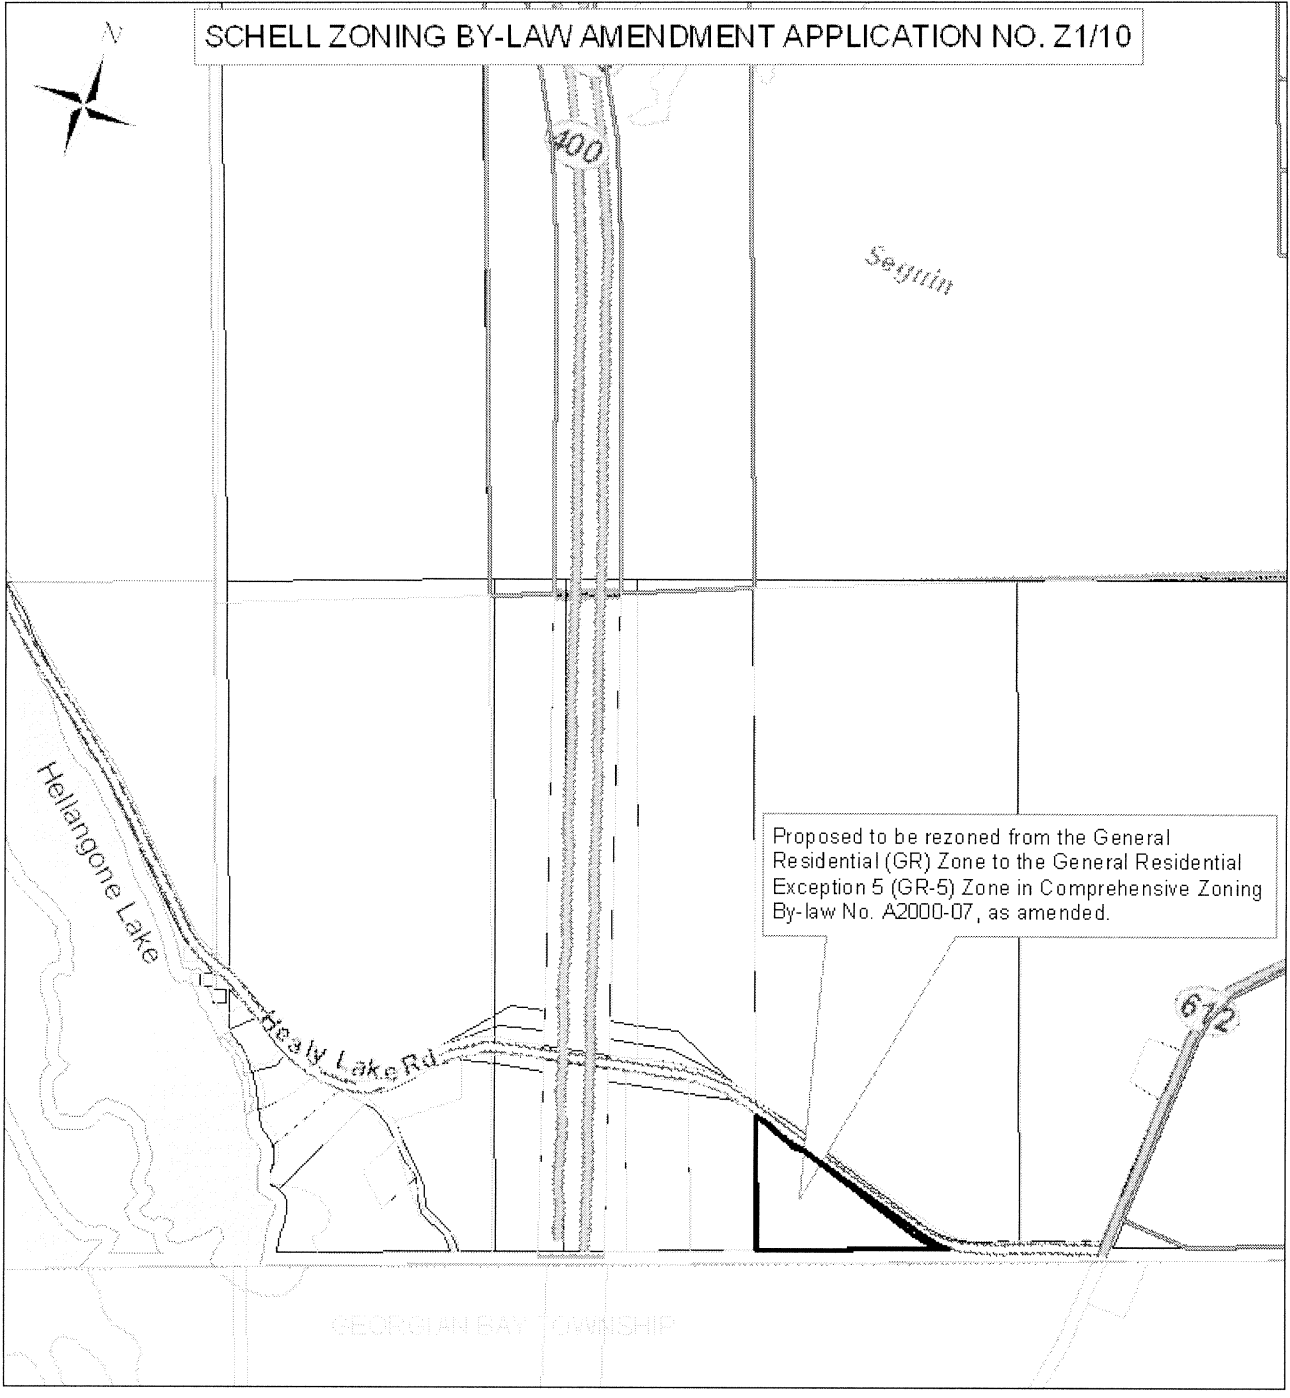 SCHELL ZONING BY-LAW AMENDMENT APPLICATION NO. Z1/10
N
400
Seguin
Hellangone Lake
Proposed to be rezoned from the General
Residential (GR) Zone to the General Residential
Exception 5 (GR-5) Zone in Comprehensive Zoning
By-law No. A2000-07, as amended.
612
Healy Lake Rd
GEORGIAN BAY TOWNSHIP